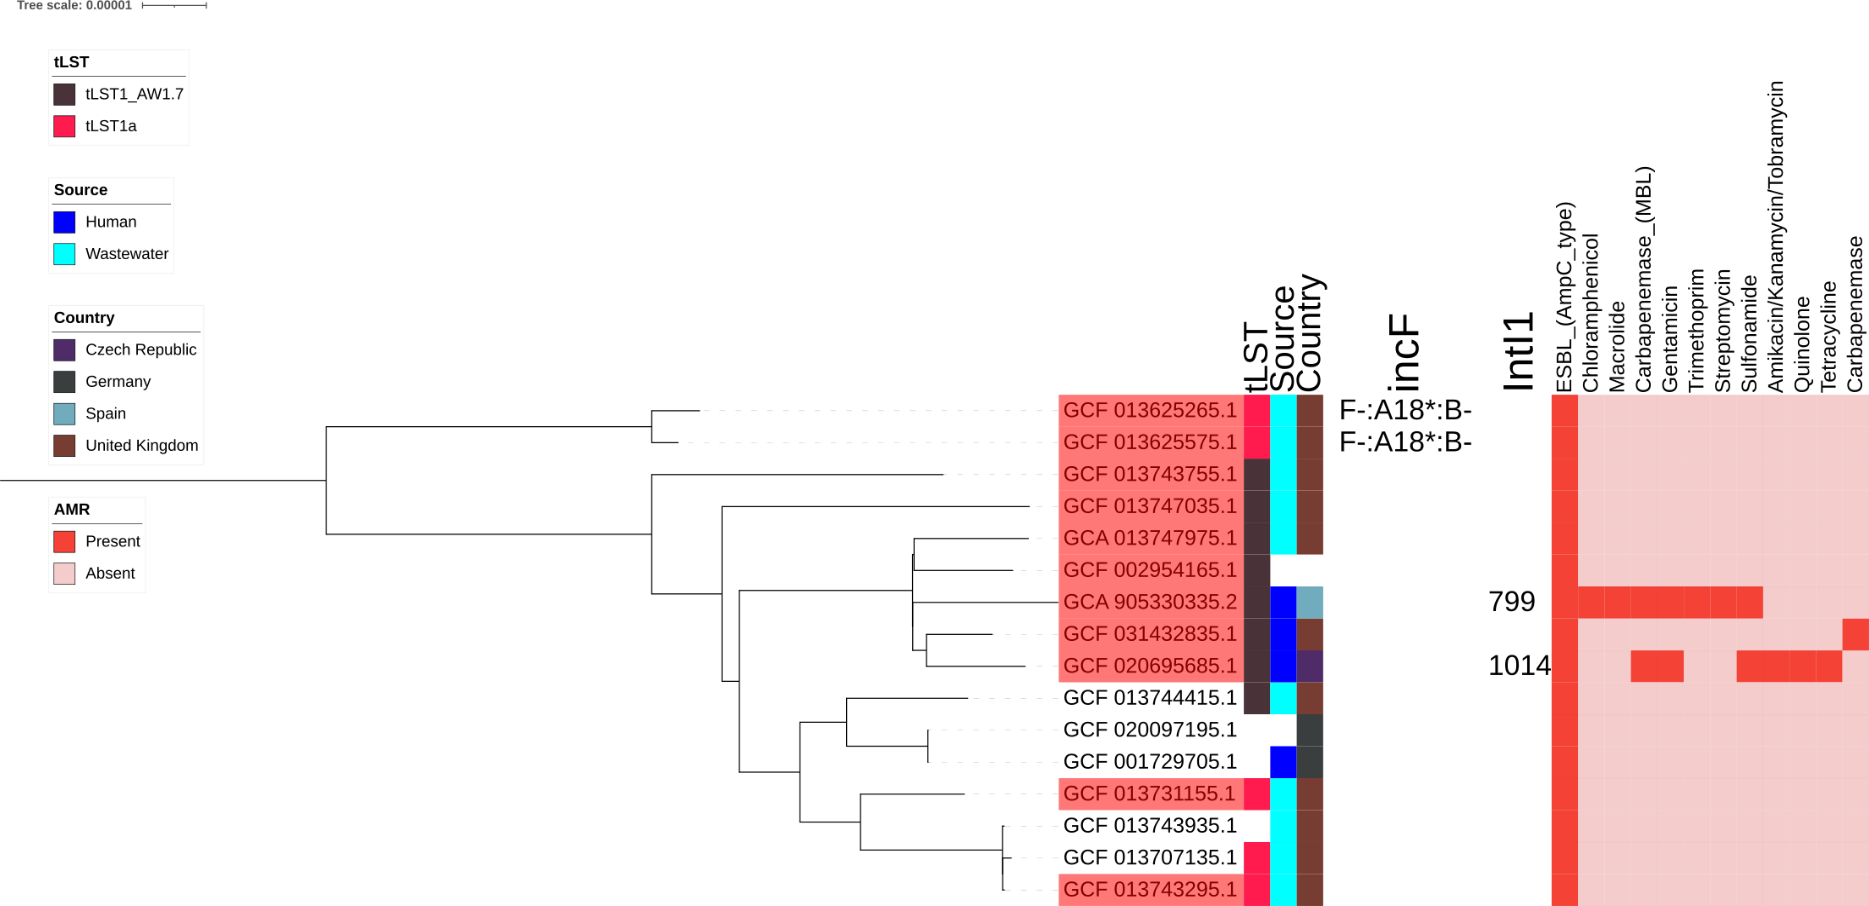 Tree scale: 0.00001
tLST
tLST1_AW1.7
tLST1a
Source
Human
Wastewater
Country
Czech Republic
Germany
Spain
United Kingdom
AMR
Present
Absent
tLST
Source
Country
incF
IntI1
ESBL_(AmpC_type)
Chloramphenicol
Macrolide
Carbapenemase_(MBL)
Gentamicin
Trimethoprim
Streptomycin
Sulfonamide
Amikacin/Kanamycin/Tobramycin
Quinolone
Tetracycline
Carbapenemase
GCF 013625265.1 F-:A18*:B-
GCF 013625575.1 F-:A18*:B-
GCF 013743755.1
GCF 013747035.1
GCA 013747975.1
GCF 002954165.1
GCA 905330335.2 799
GCF 031432835.1
GCF 020695685.1 1014
GCF 013744415.1
GCF 020097195.1
GCF 001729705.1
GCF 013731155.1
GCF 013743935.1
GCF 013707135.1
GCF 013743295.1